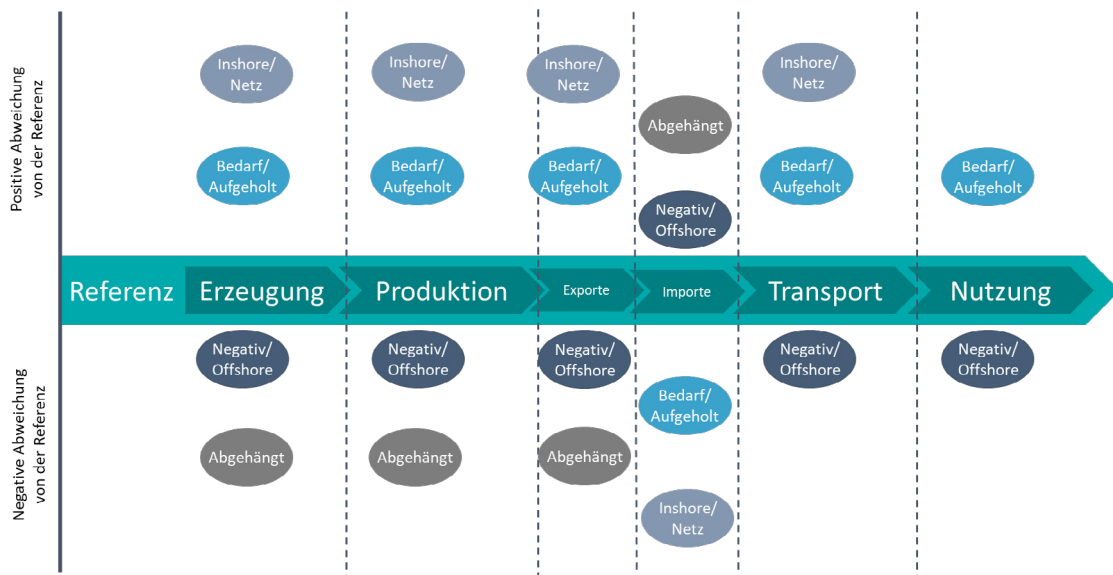 Positive Abweichung
von der Referenz
Inshore/
Netz
Inshore/
Netz
Inshore/
Netz
Inshore/
Netz
Abgehängt
Bedarf/
Aufgeholt
Bedarf/
Aufgeholt
Bedarf/
Aufgeholt
Bedarf/
Aufgeholt
Bedarf/
Aufgeholt
Negativ/
Offshore
Referenz
Erzeugung
Produktion
Exporte
Importe
Transport
Nutzung
Negative Abweichung
von der Referenz
Negativ/
Offshore
Negativ/
Offshore
Negativ/
Offshore
Negativ/
Offshore
Negativ/
Offshore
Bedarf/
Aufgeholt
Abgehängt
Abgehängt
Abgehängt
Inshore/
Netz